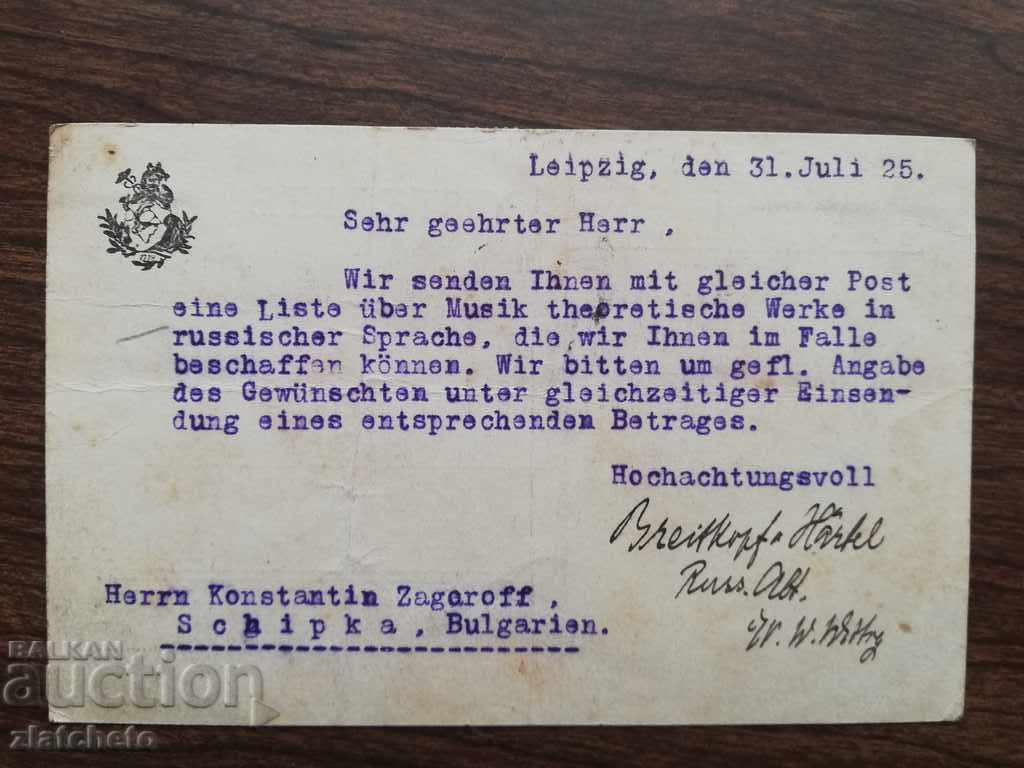 Leipzig, den 31.Juli 25.
Sehr geehrter Herr ,
Wir senden Ihnen mit gleicher Post
eine Liste über Musik theoretische Werke in
russischer Sprache, die wir Ihnen im Falle
beschaffen können. Wir bitten um gefl. Angabe
des Gewünschten unter gleichzeitiger Einsen-
dung eines entsprechenden Betrages.
Hochachtungsvoll
Breitkopf & Härtel
Russ. Abt.
W.
Herrn Konstantin Zagoroff ,
Schipka, Bulgarien.
BALKAN
auction
zlatcheto